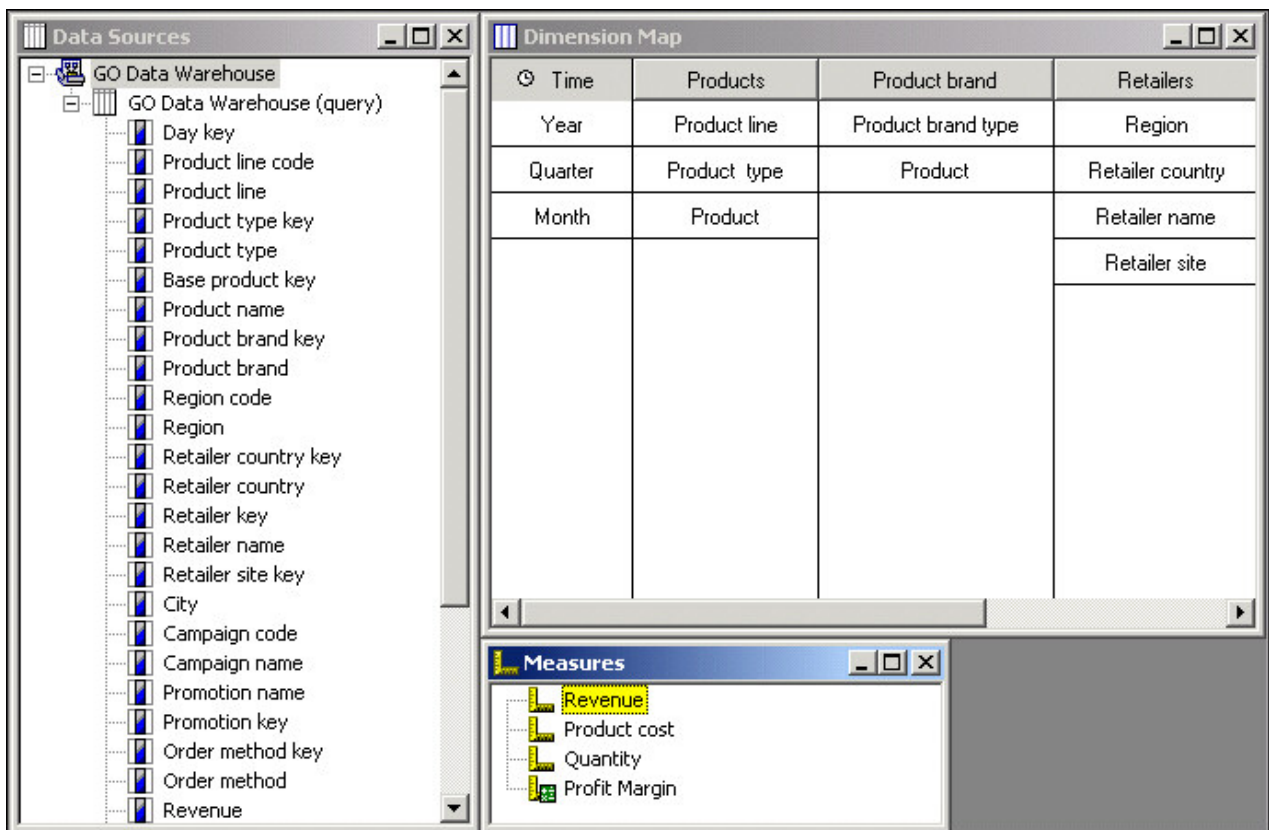 Data Sources
GO Data Warehouse
GO Data Warehouse (query)
Day key
Product line code
Product line
Product type key
Product type
Base product key
Product name
Product brand key
Product brand
Region code
Region
Retailer country key
Retailer country
Retailer key
Retailer name
Retailer site key
City
Campaign code
Campaign name
Promotion name
Promotion key
Order method key
Order method
Revenue
Dimension Map
Time Products Product brand Retailers
Year Product line Product brand type Region
Quarter Product type Product Retailer country
Month Product Retailer name
Retailer site
Measures
Revenue
Product cost
Quantity
Profit Margin